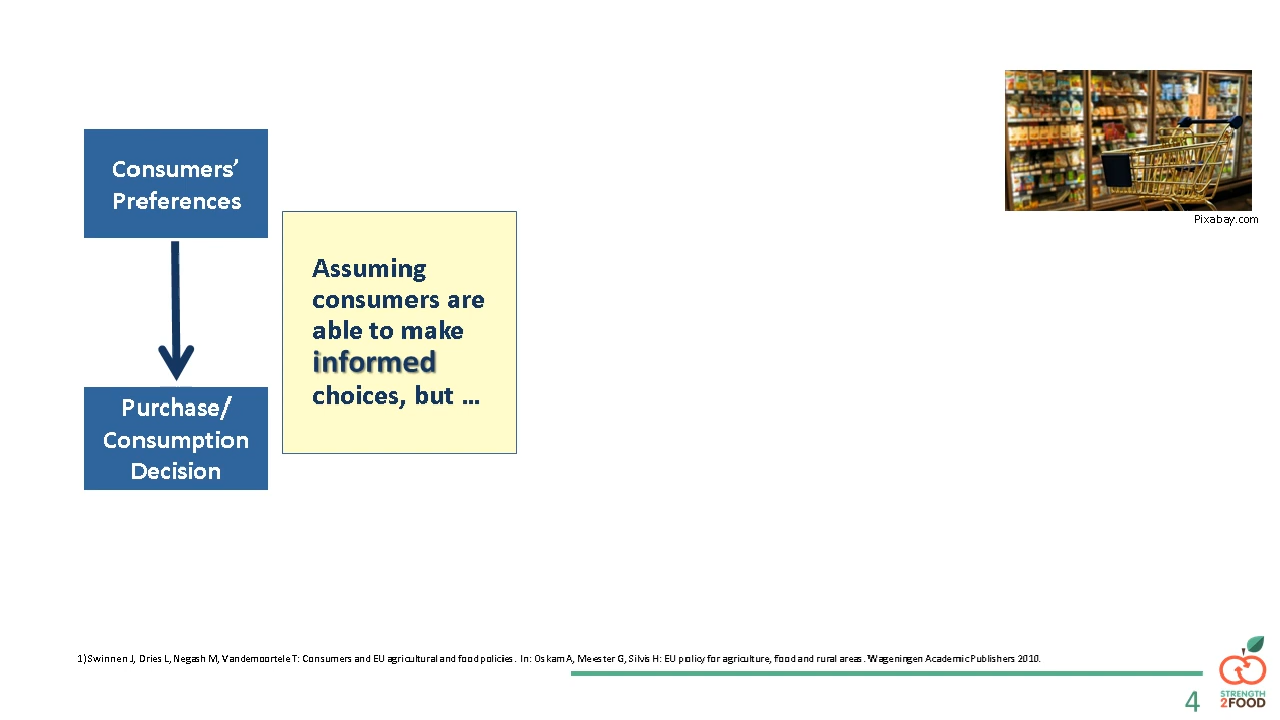 Consumers’
Preferences
Pixabay.com
Assuming
consumers are
able to make
informed
choices, but …
Purchase/
Consumption
Decision
1) Swinnen J, Dries L, Negash M, Vandemoortele T: Consumers and EU agricultural and food policies. In: Oskam A, Meester G, Silvis H: EU policy for agriculture, food and rural areas. Wageningen Academic Publishers 2010.
4
STRENGTH
2FOOD